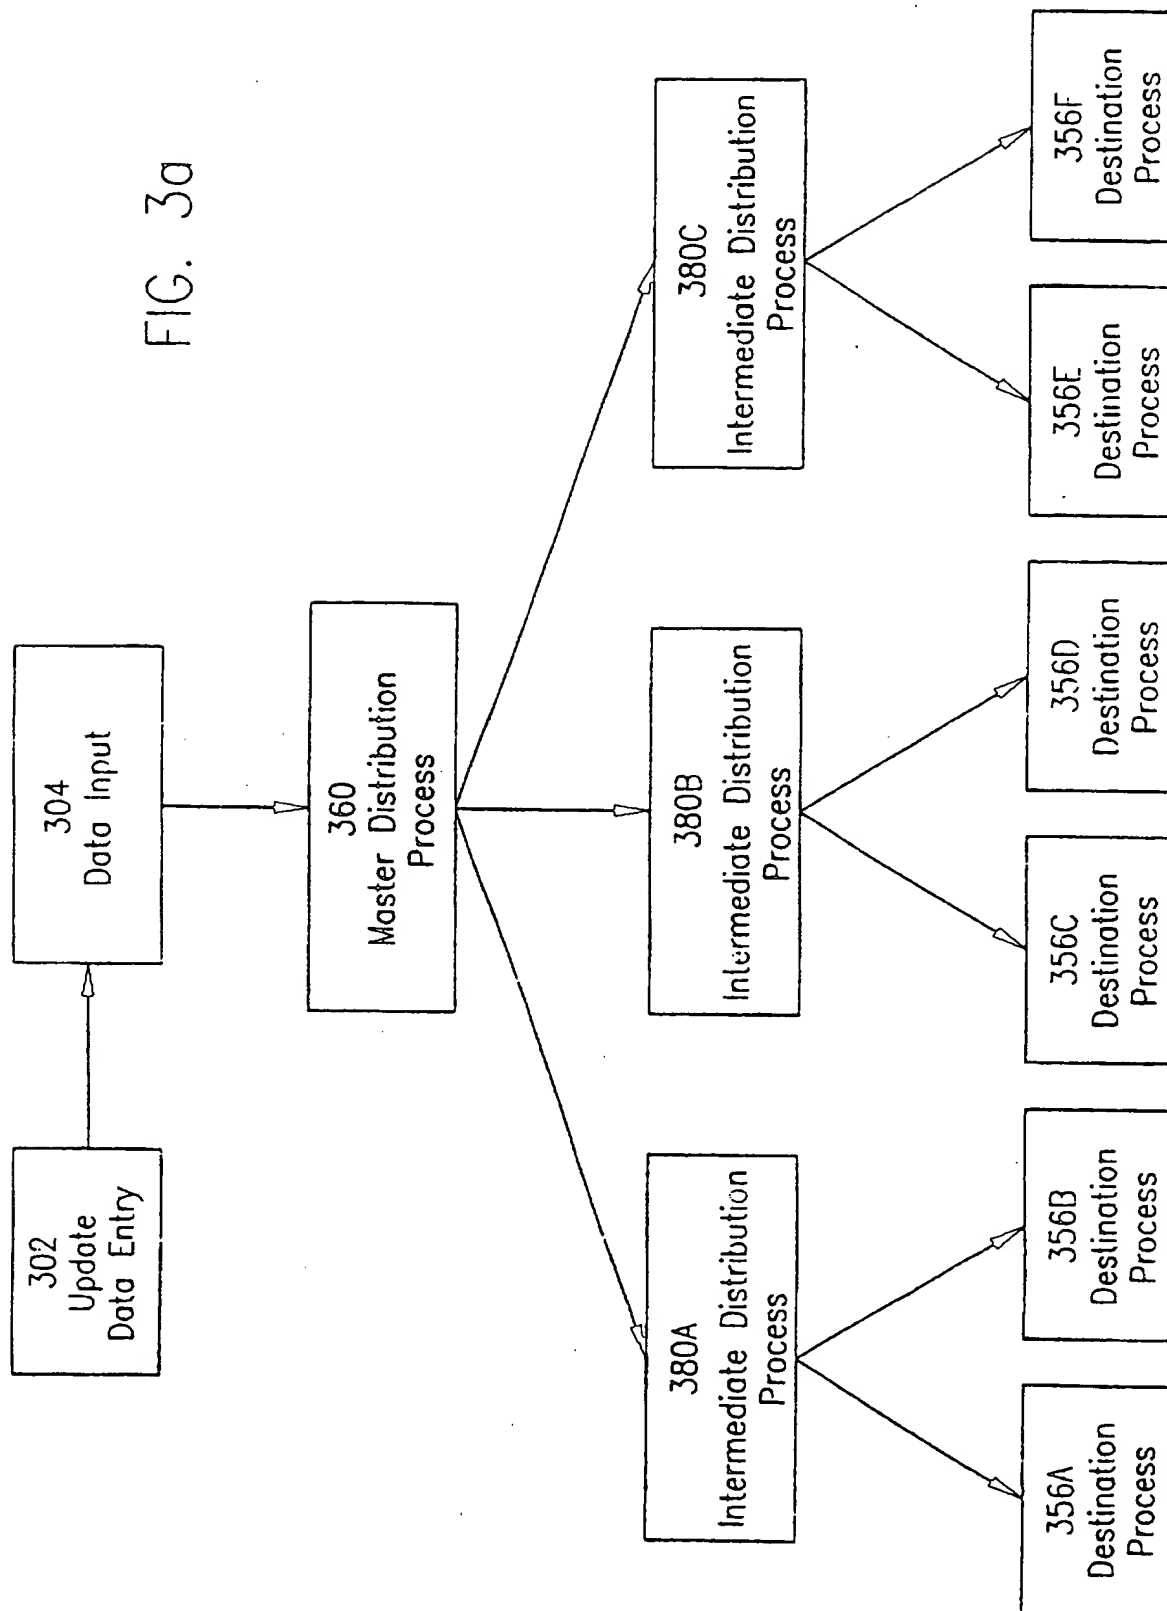 FIG. 3a
302
Update
Data Entry
304
Data Input
360
Master Distribution
Process
380A
Intermediate Distribution
Process
380B
Intermediate Distribution
Process
380C
Intermediate Distribution
Process
356A
Destination
Process
356B
Destination
Process
356C
Destination
Process
356D
Destination
Process
356E
Destination
Process
356F
Destination
Process